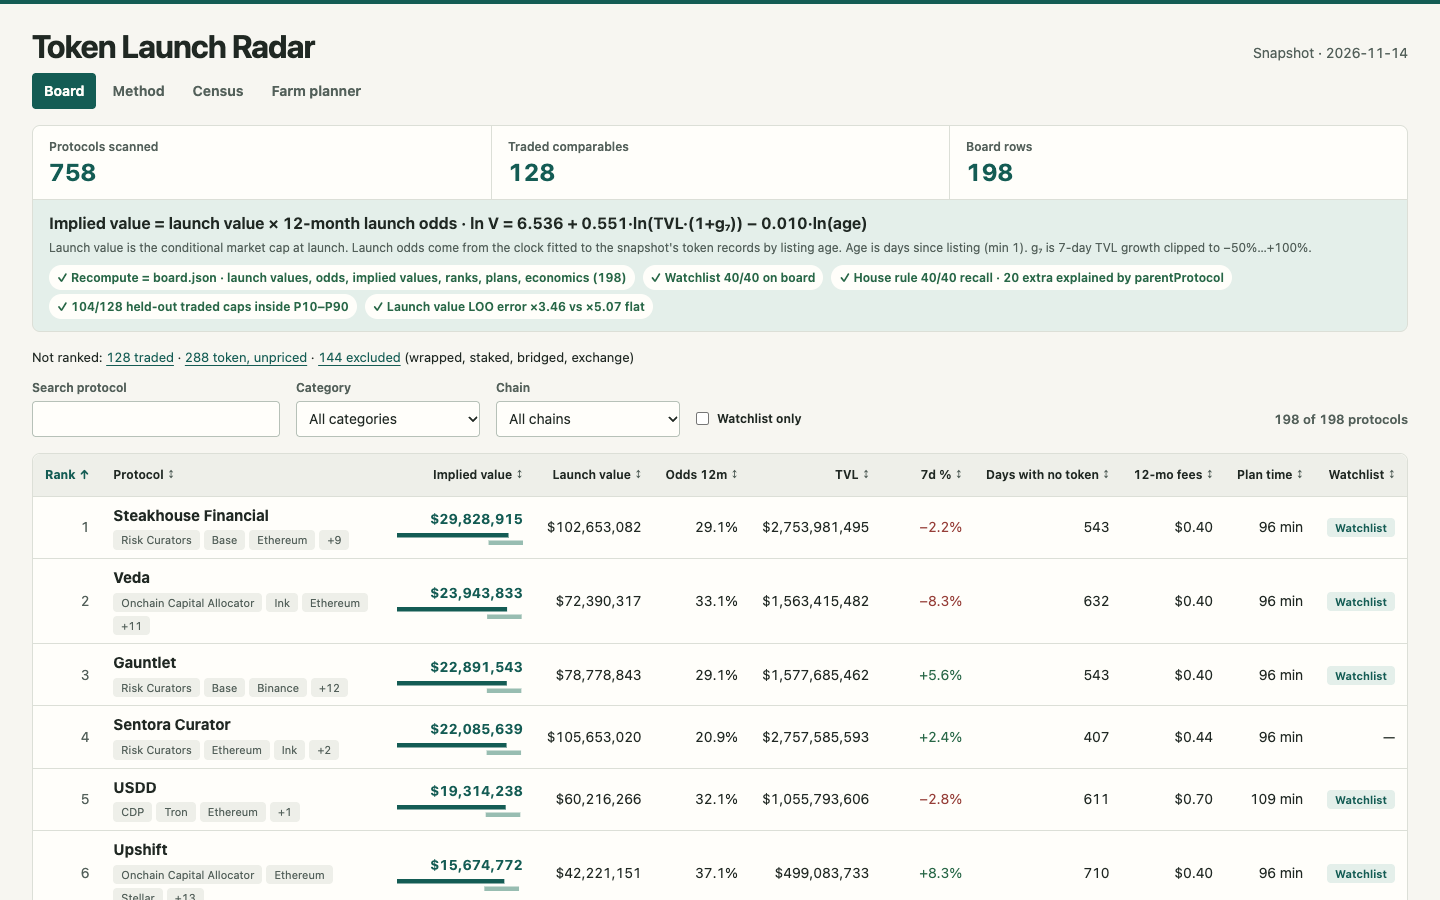 Token Launch Radar
Snapshot · 2026-11-14
Board Method Census Farm planner
Protocols scanned
758
Traded comparables
128
Board rows
198
Implied value = launch value × 12-month launch odds · ln V = 6.536 + 0.551·ln(TVL·(1+g₇)) − 0.010·ln(age)
Launch value is the conditional market cap at launch. Launch odds come from the clock fitted to the snapshot's token records by listing age. Age is days since listing (min 1). g₇ is 7-day TVL growth clipped to −50%…+100%.
✓ Recompute = board.json · launch values, odds, implied values, ranks, plans, economics (198) ✓ Watchlist 40/40 on board ✓ House rule 40/40 recall · 20 extra explained by parentProtocol
✓ 104/128 held-out traded caps inside P10–P90 ✓ Launch value LOO error ×3.46 vs ×5.07 flat
Not ranked: 128 traded · 288 token, unpriced · 144 excluded (wrapped, staked, bridged, exchange)
Search protocol
Category
All categories
Chain
All chains
Watchlist only
198 of 198 protocols
Rank ↑ Protocol ↕ Implied value ↕ Launch value ↕ Odds 12m ↕ TVL ↕ 7d % ↕ Days with no token ↕ 12-mo fees ↕ Plan time ↕ Watchlist ↕
1 Steakhouse Financial $29,828,915 $102,653,082 29.1% $2,753,981,495 −2.2% 543 $0.40 96 min Watchlist
Risk Curators Base Ethereum +9
2 Veda $23,943,833 $72,390,317 33.1% $1,563,415,482 −8.3% 632 $0.40 96 min Watchlist
Onchain Capital Allocator Ink Ethereum
+11
3 Gauntlet $22,891,543 $78,778,843 29.1% $1,577,685,462 +5.6% 543 $0.40 96 min Watchlist
Risk Curators Base Binance +12
4 Sentora Curator $22,085,639 $105,653,020 20.9% $2,757,585,593 +2.4% 407 $0.44 96 min —
Risk Curators Ethereum Ink +2
5 USDD $19,314,238 $60,216,266 32.1% $1,055,793,606 −2.8% 611 $0.70 109 min Watchlist
CDP Tron Ethereum +1
6 Upshift $15,674,772 $42,221,151 37.1% $499,083,733 +8.3% 710 $0.40 96 min Watchlist
Onchain Capital Allocator Ethereum
Stellar +13